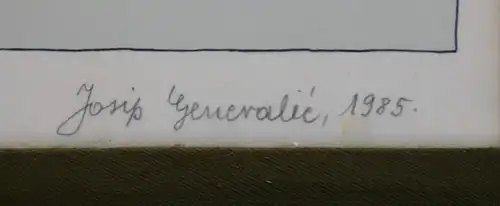 Josip Generalić, 1985.